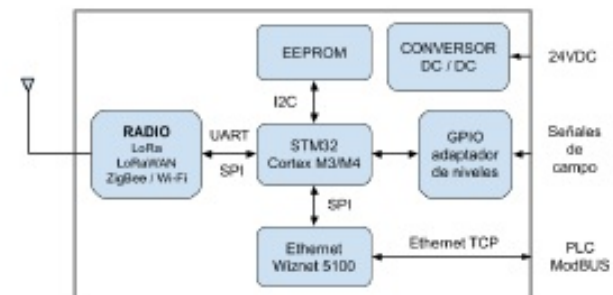 EEPROM
CONVERSOR
DC / DC
24VDC
I2C
RADIO
LoRa
LoRaWAN
ZigBee / Wi-Fi
UART
SPI
STM32
Cortex M3/M4
GPIO
adaptador
de niveles
Señales
de
campo
SPI
Ethernet
Wiznet 5100
Ethernet TCP
PLC
ModBUS